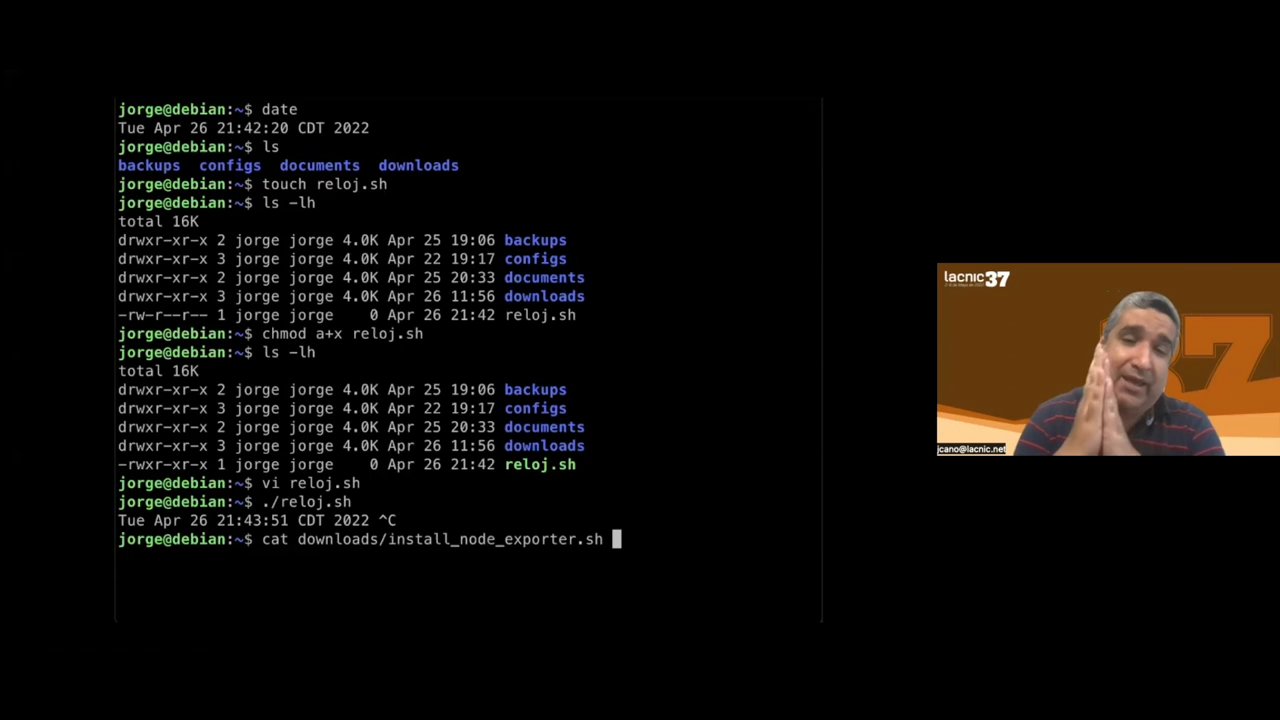 jorge@debian:~$ date
Tue Apr 26 21:42:20 CDT 2022
jorge@debian:~$ ls
backups  configs  documents  downloads
jorge@debian:~$ touch reloj.sh
jorge@debian:~$ ls -lh
total 16K
drwxr-xr-x 2 jorge jorge 4.0K Apr 25 19:06 backups
drwxr-xr-x 3 jorge jorge 4.0K Apr 22 19:17 configs
drwxr-xr-x 2 jorge jorge 4.0K Apr 25 20:33 documents
drwxr-xr-x 3 jorge jorge 4.0K Apr 26 11:56 downloads
-rw-r--r-- 1 jorge jorge    0 Apr 26 21:42 reloj.sh
jorge@debian:~$ chmod a+x reloj.sh
jorge@debian:~$ ls -lh
total 16K
drwxr-xr-x 2 jorge jorge 4.0K Apr 25 19:06 backups
drwxr-xr-x 3 jorge jorge 4.0K Apr 22 19:17 configs
drwxr-xr-x 2 jorge jorge 4.0K Apr 25 20:33 documents
drwxr-xr-x 3 jorge jorge 4.0K Apr 26 11:56 downloads
-rwxr-xr-x 1 jorge jorge    0 Apr 26 21:42 reloj.sh
jorge@debian:~$ vi reloj.sh
jorge@debian:~$ ./reloj.sh
Tue Apr 26 21:43:51 CDT 2022 ^C
jorge@debian:~$ cat downloads/install_node_exporter.sh
lacnic 37
37
jcano@lacnic.net